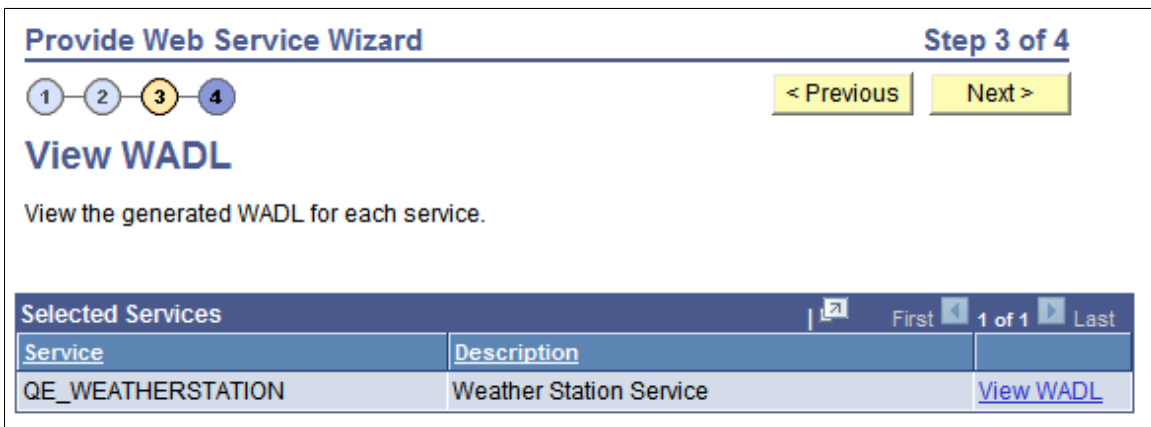 Provide Web Service Wizard Step 3 of 4
1 2 3 4 < Previous Next >
View WADL
View the generated WADL for each service.
Selected Services | First 1 of 1 Last
Service Description
QE_WEATHERSTATION Weather Station Service View WADL